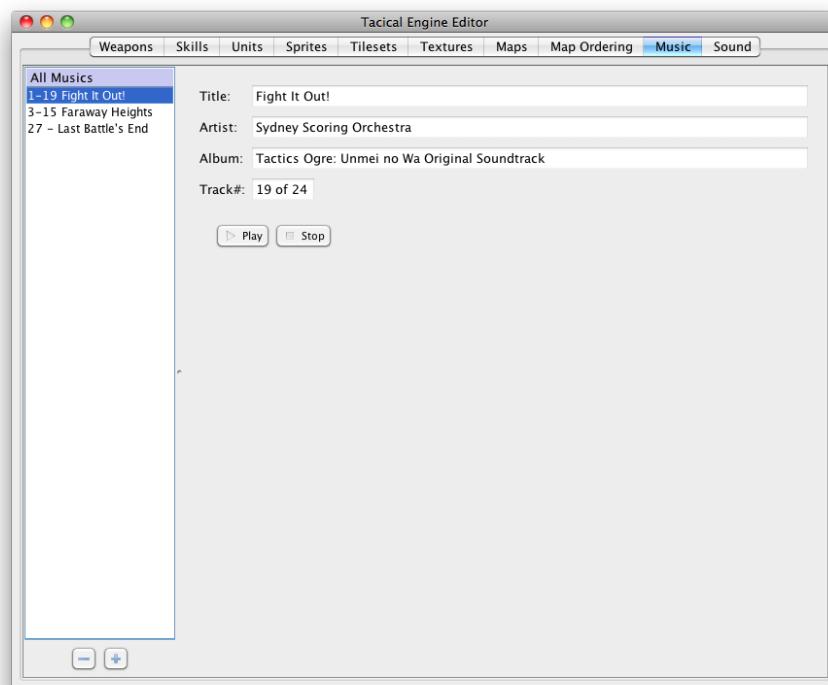 Tacical Engine Editor
Weapons Skills Units Sprites Tilesets Textures Maps Map Ordering Music Sound
All Musics
1-19 Fight It Out!
3-15 Faraway Heights
27 - Last Battle's End
Title: Fight It Out!
Artist: Sydney Scoring Orchestra
Album: Tactics Ogre: Unmei no Wa Original Soundtrack
Track#: 19 of 24
Play Stop